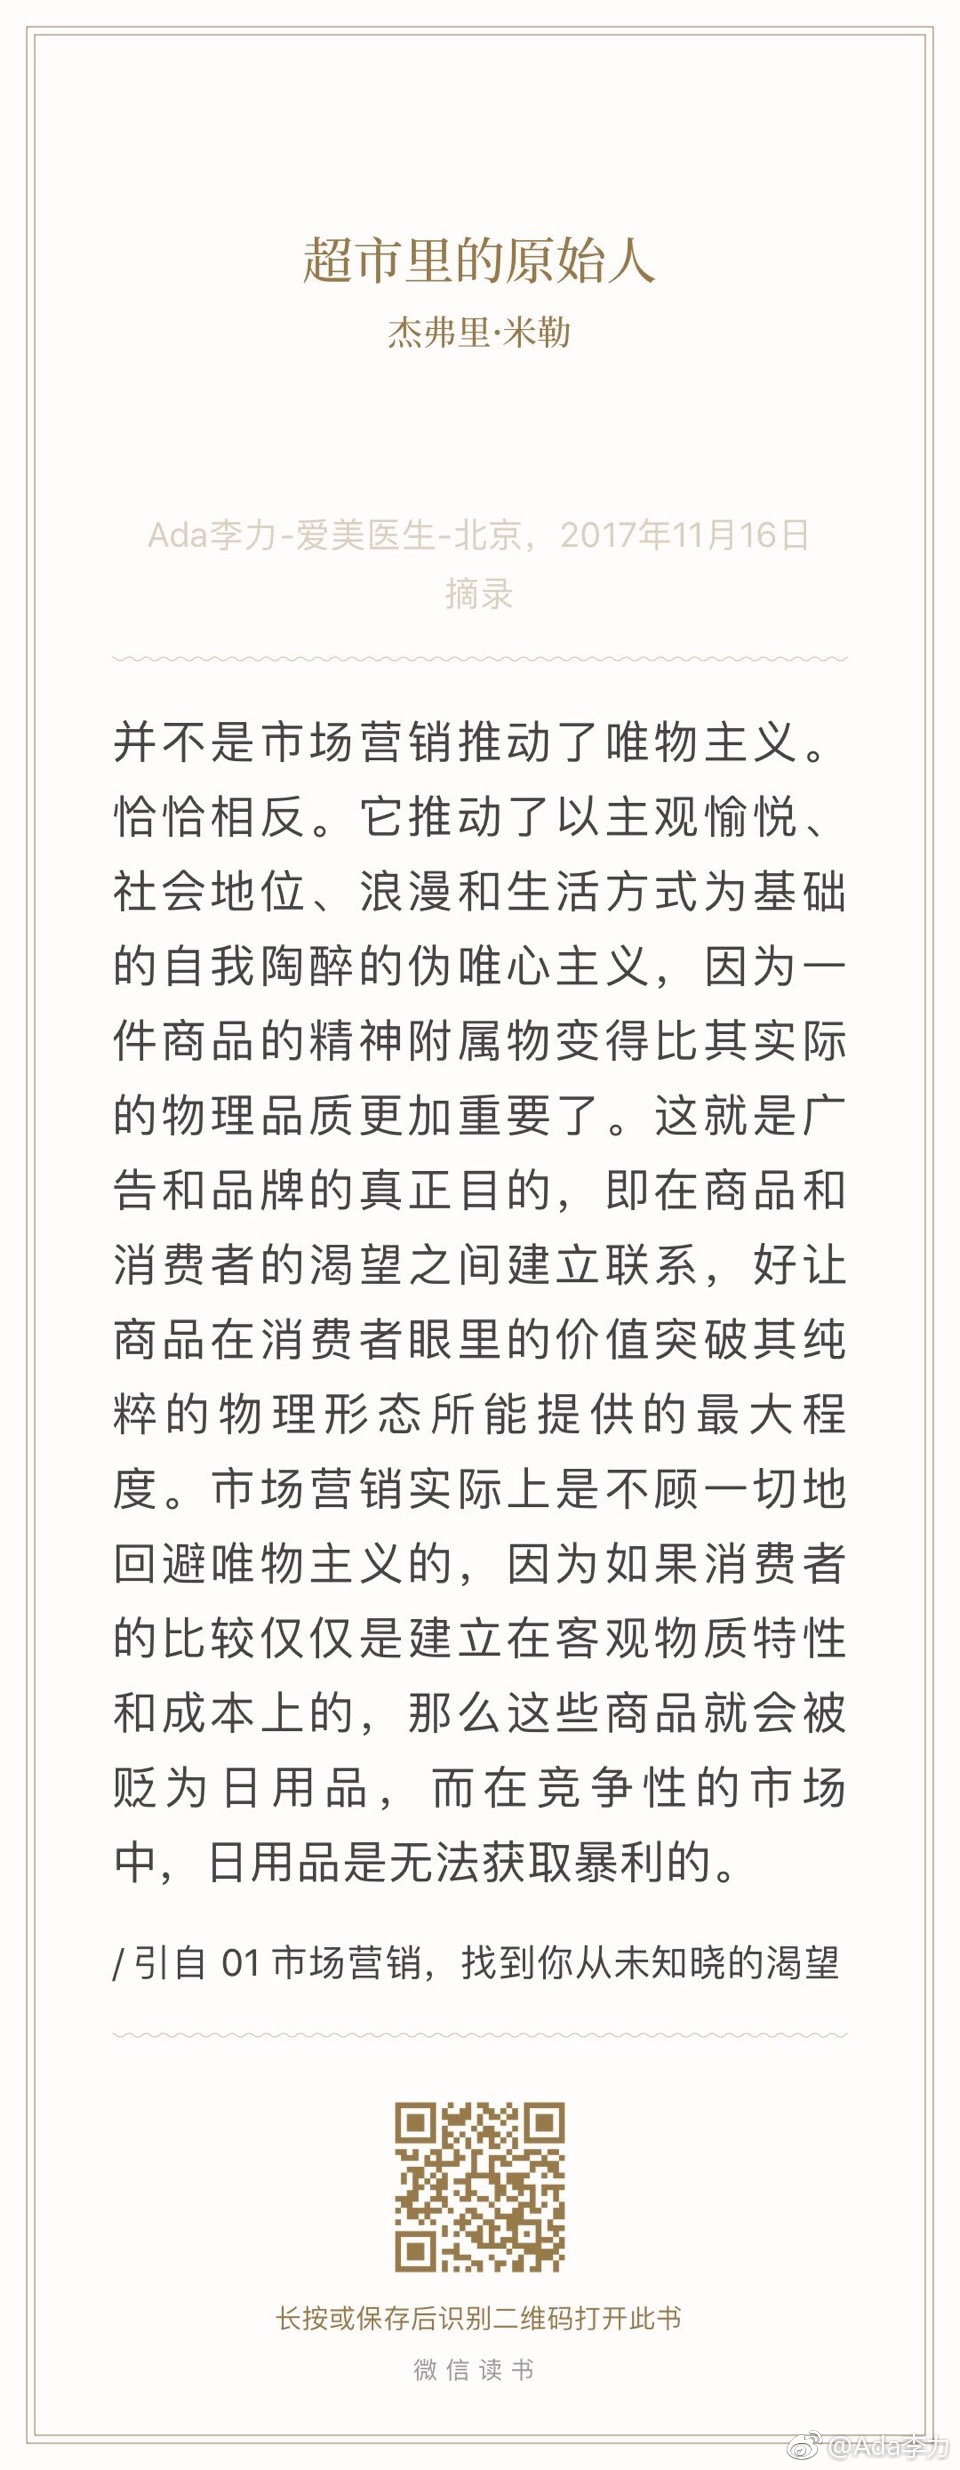 超市里的原始人
杰弗里·米勒
Ada李力-爱美医生-北京，2017年11月16日
摘录
并不是市场营销推动了唯物主义。
恰恰相反。它推动了以主观愉悦、
社会地位、浪漫和生活方式为基础
的自我陶醉的伪唯心主义，因为一
件商品的精神附属物变得比其实际
的物理品质更加重要了。这就是广
告和品牌的真正目的，即在商品和
消费者的渴望之间建立联系，好让
商品在消费者眼里的价值突破其纯
粹的物理形态所能提供的最大程
度。市场营销实际上是不顾一切地
回避唯物主义的，因为如果消费者
的比较仅仅是建立在客观物质特性
和成本上的，那么这些商品就会被
贬为日用品，而在竞争性的市场
中，日用品是无法获取暴利的。
/ 引自 01 市场营销，找到你从未知晓的渴望
长按或保存后识别二维码打开此书
微信读书
@Ada李力